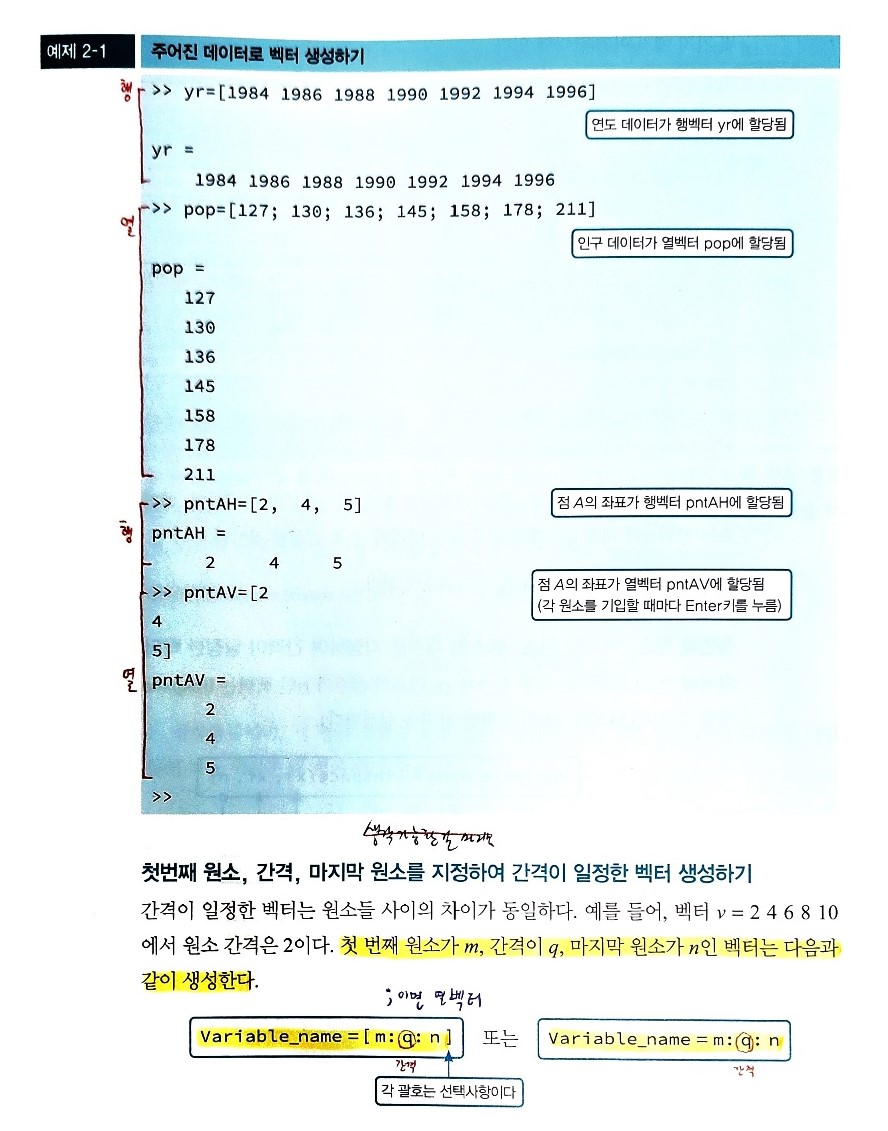 예제 2-1 주어진 데이터로 벡터 생성하기
행 >> yr=[1984 1986 1988 1990 1992 1994 1996]
연도 데이터가 행벡터 yr에 할당됨
yr =
1984 1986 1988 1990 1992 1994 1996
열 >> pop=[127; 130; 136; 145; 158; 178; 211]
인구 데이터가 열벡터 pop에 할당됨
pop =
127
130
136
145
158
178
211
>> pntAH=[2, 4, 5]
점 A의 좌표가 행벡터 pntAH에 할당됨
행 pntAH =
2 4 5
>> pntAV=[2
점 A의 좌표가 열벡터 pntAV에 할당됨
(각 원소를 기입할 때마다 Enter키를 누름)
4
5]
열 pntAV =
2
4
5
>>
첫번째 원소, 간격, 마지막 원소를 지정하여 간격이 일정한 벡터 생성하기
간격이 일정한 벡터는 원소들 사이의 차이가 동일하다. 예를 들어, 벡터 v = 2 4 6 8 10
에서 원소 간격은 2이다. 첫 번째 원소가 m, 간격이 q, 마지막 원소가 n인 벡터는 다음과
같이 생성한다.
;이면 열벡터
Variable_name=[m:q:n] 또는 Variable_name=m:q:n
간격 간격
각 괄호는 선택사항이다